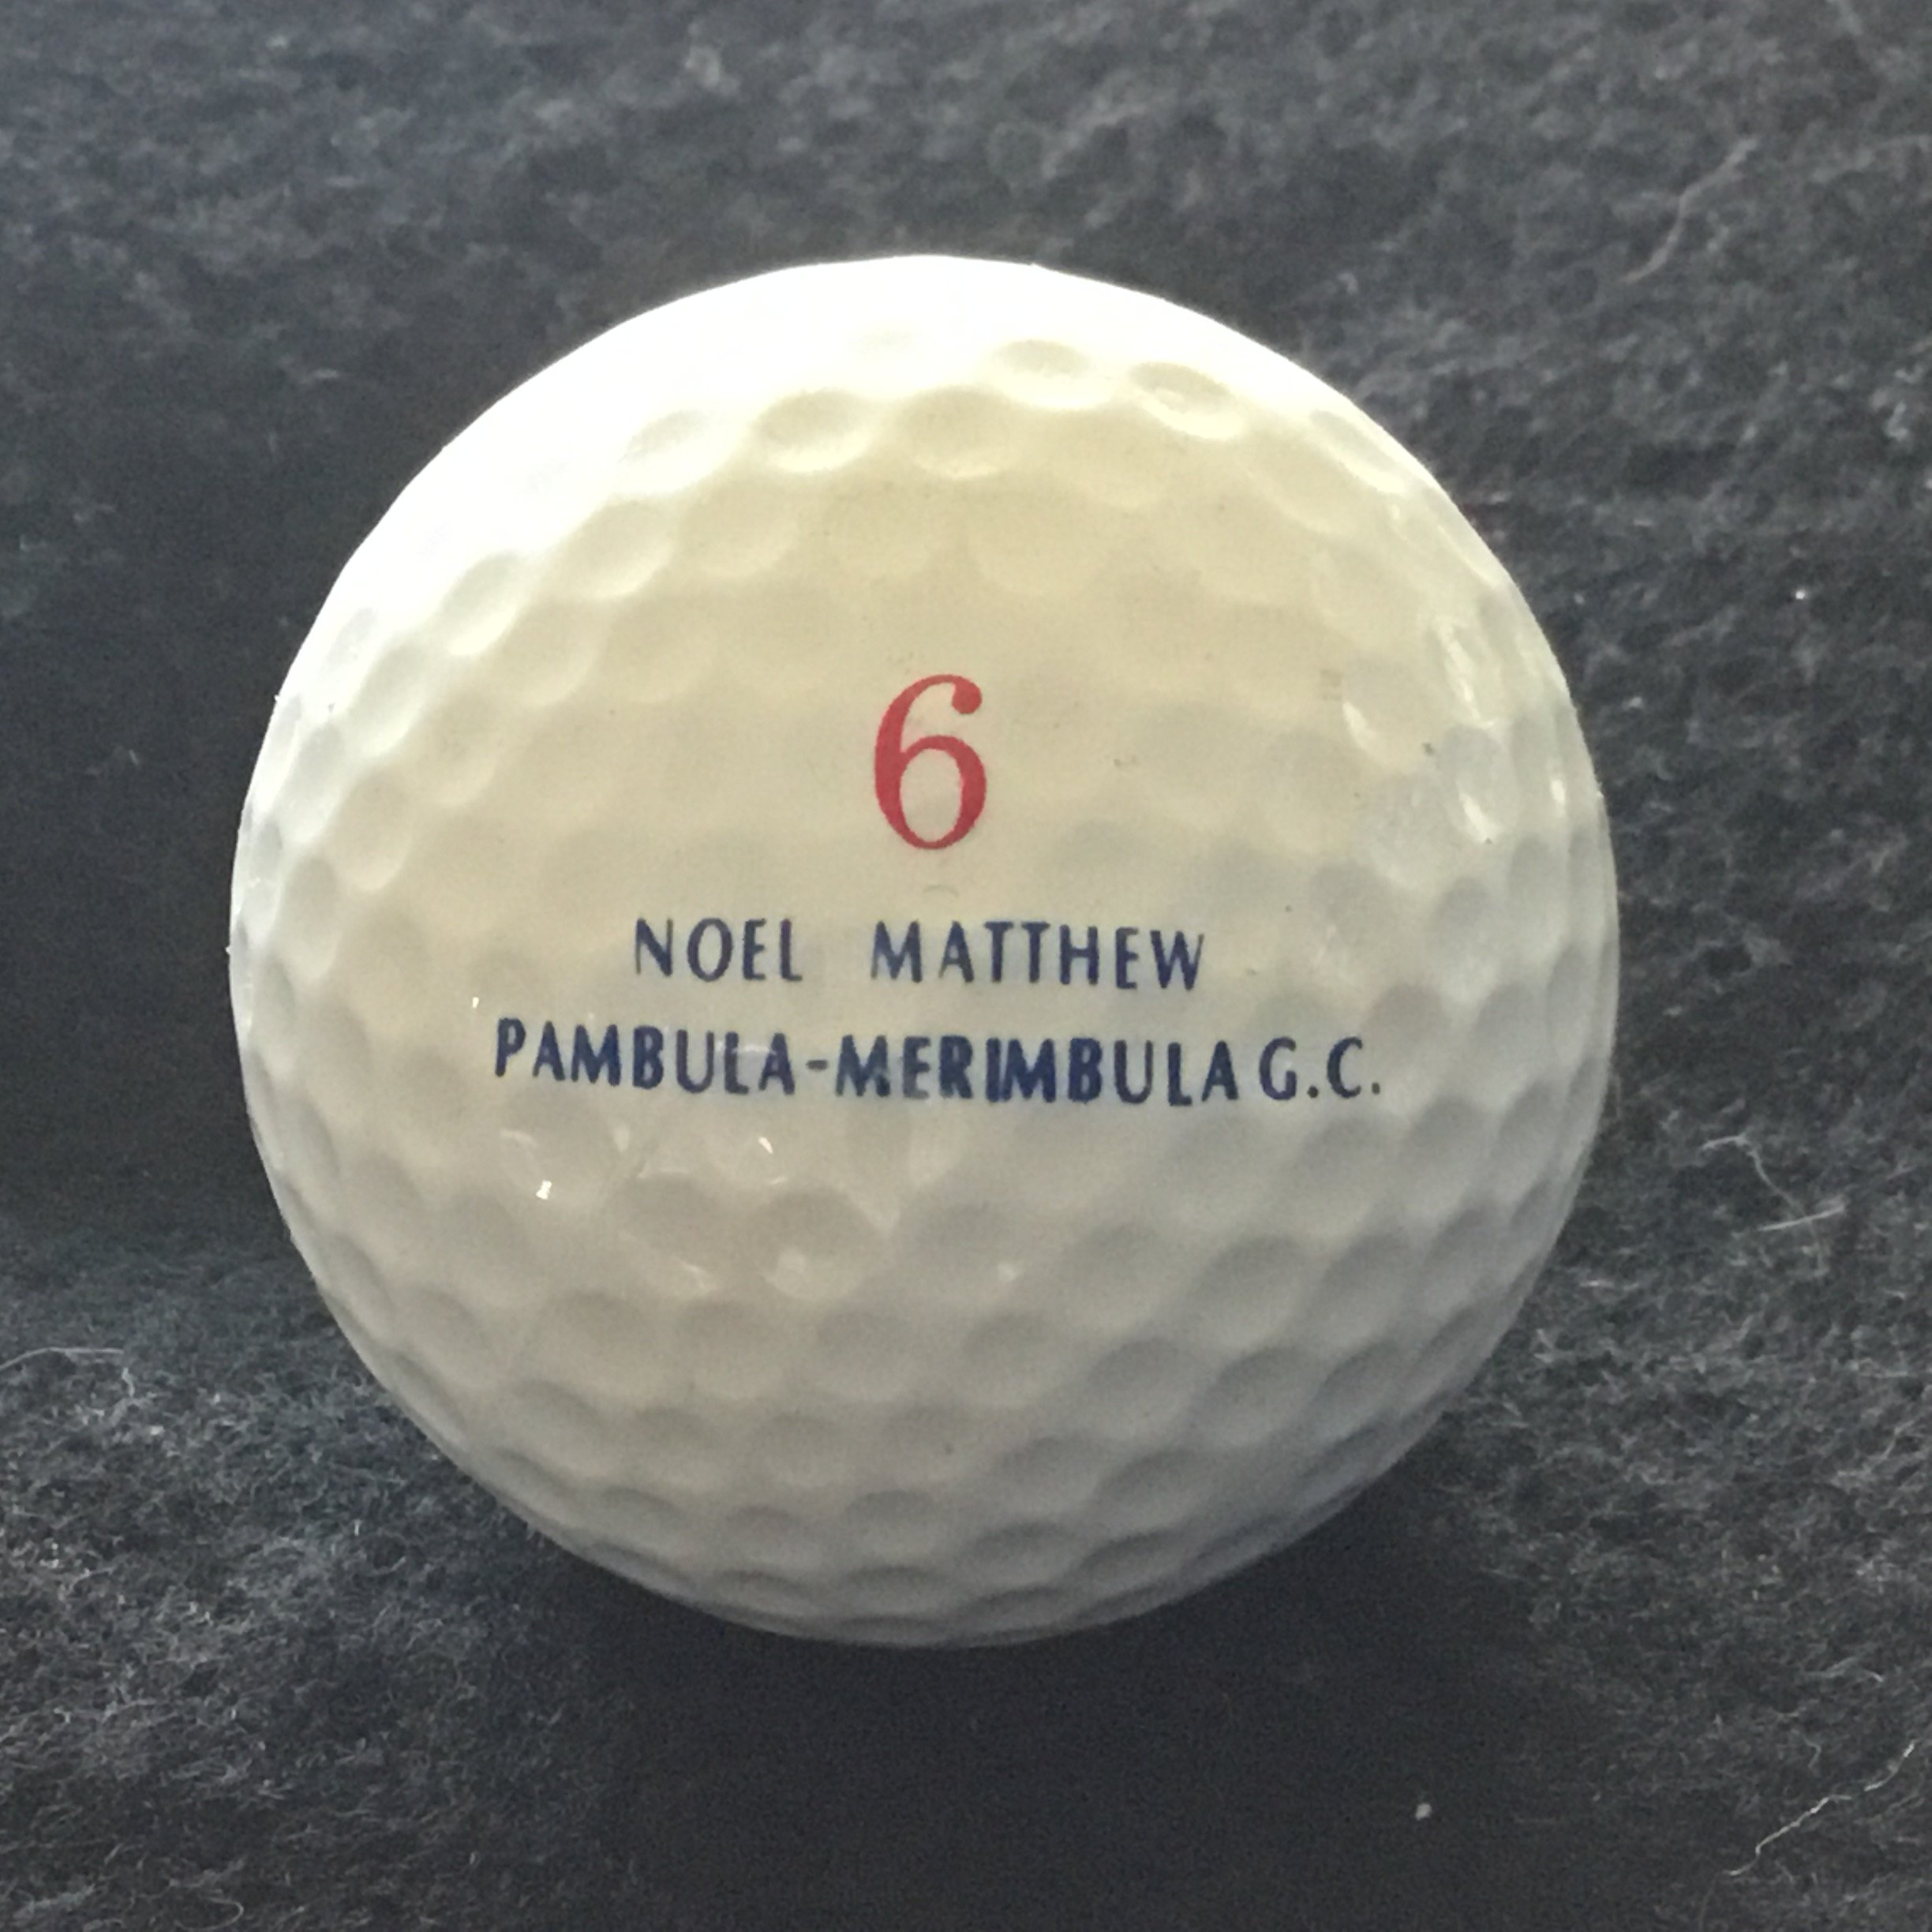 6
NOEL MATTHEW
PAMBULA-MERIMBULA G.C.